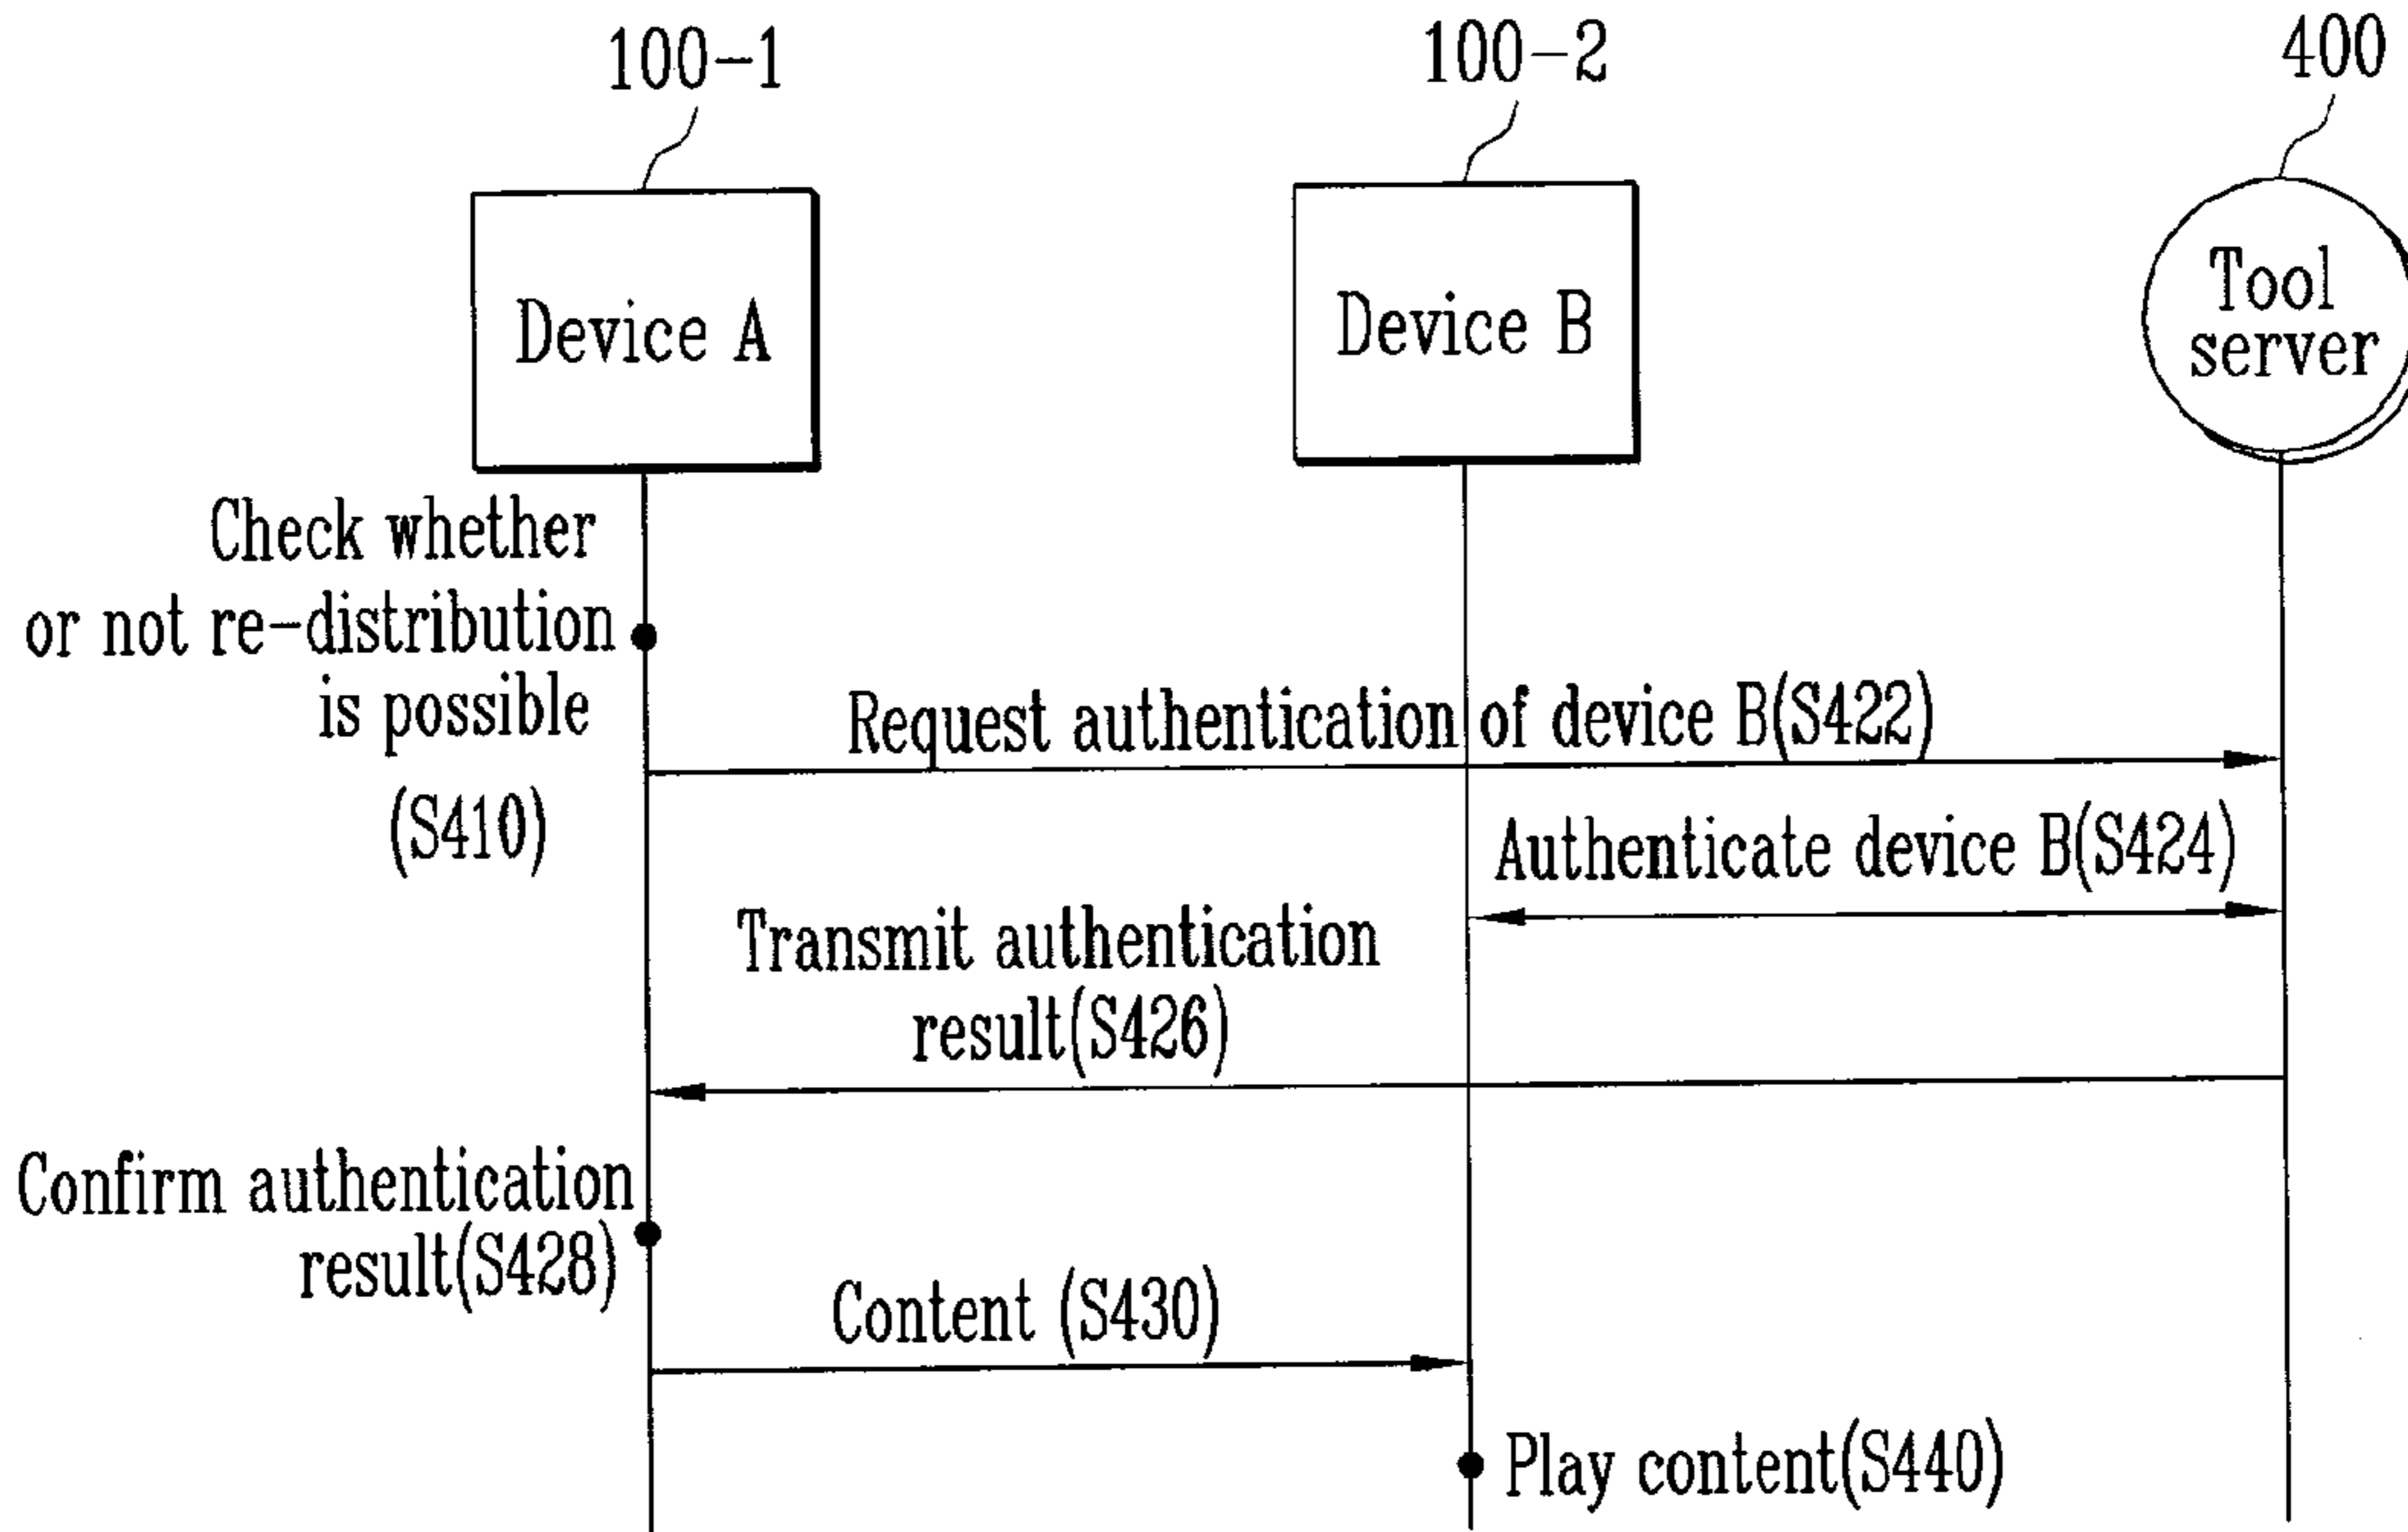 100-1
100-2
400
Device A
Device B
Tool
server
Check whether
or not re-distribution
is possible
(S410)
Request authentication of device B(S422)
Authenticate device B(S424)
Transmit authentication
result(S426)
Confirm authentication
result(S428)
Content (S430)
Play content(S440)